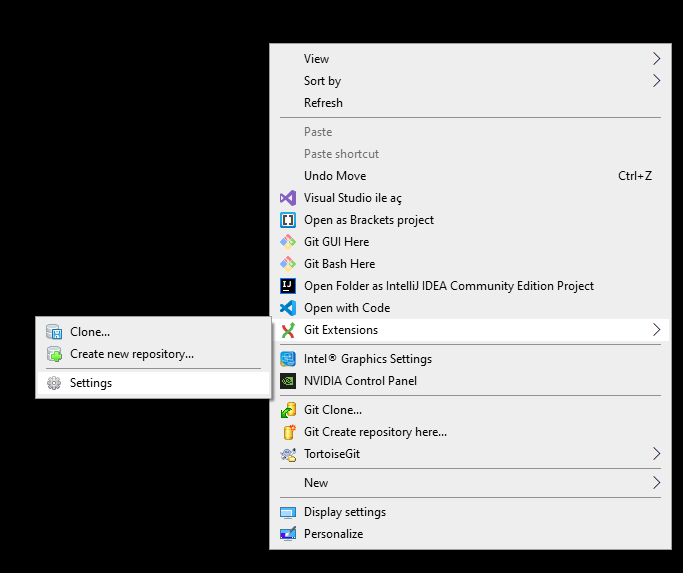 View
Sort by
Refresh
Paste
Paste shortcut
Undo Move Ctrl+Z
Visual Studio ile aç
Open as Brackets project
Git GUI Here
Git Bash Here
Open Folder as IntelliJ IDEA Community Edition Project
Open with Code
Git Extensions
Clone...
Create new repository...
Settings
Intel® Graphics Settings
NVIDIA Control Panel
Git Clone...
Git Create repository here...
TortoiseGit
New
Display settings
Personalize